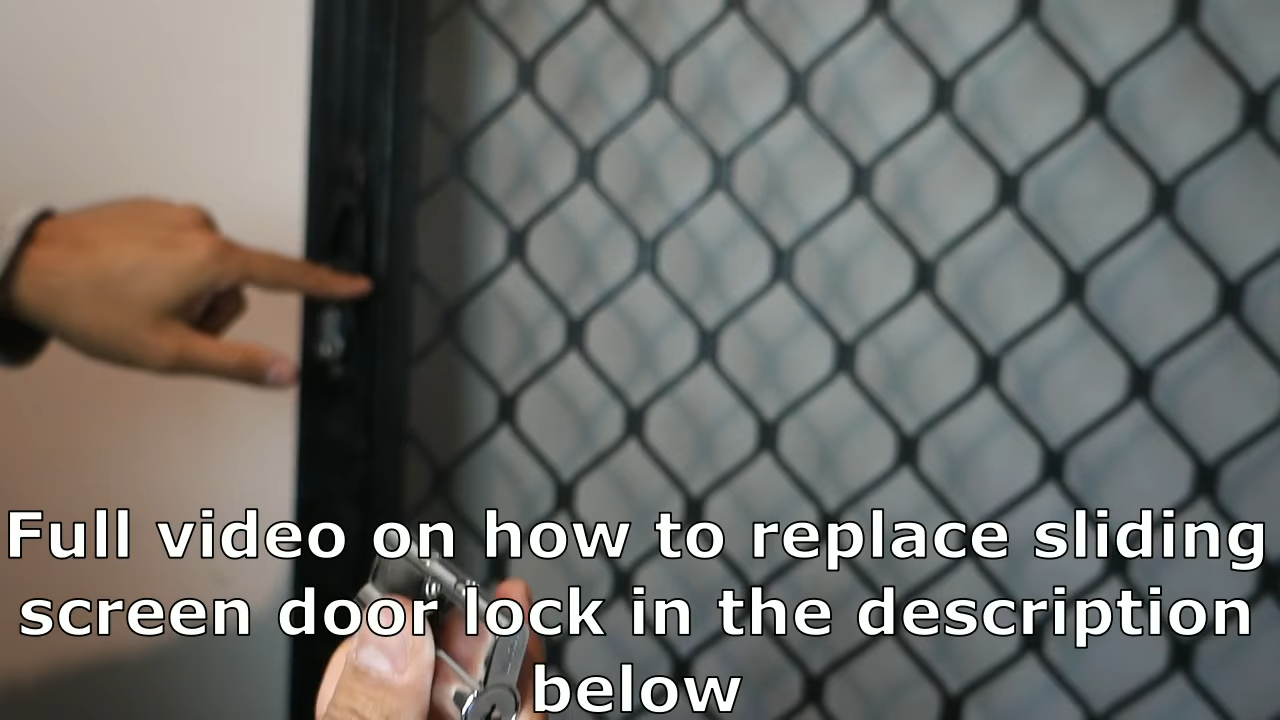 Full video on how to replace sliding
screen door lock in the description
below